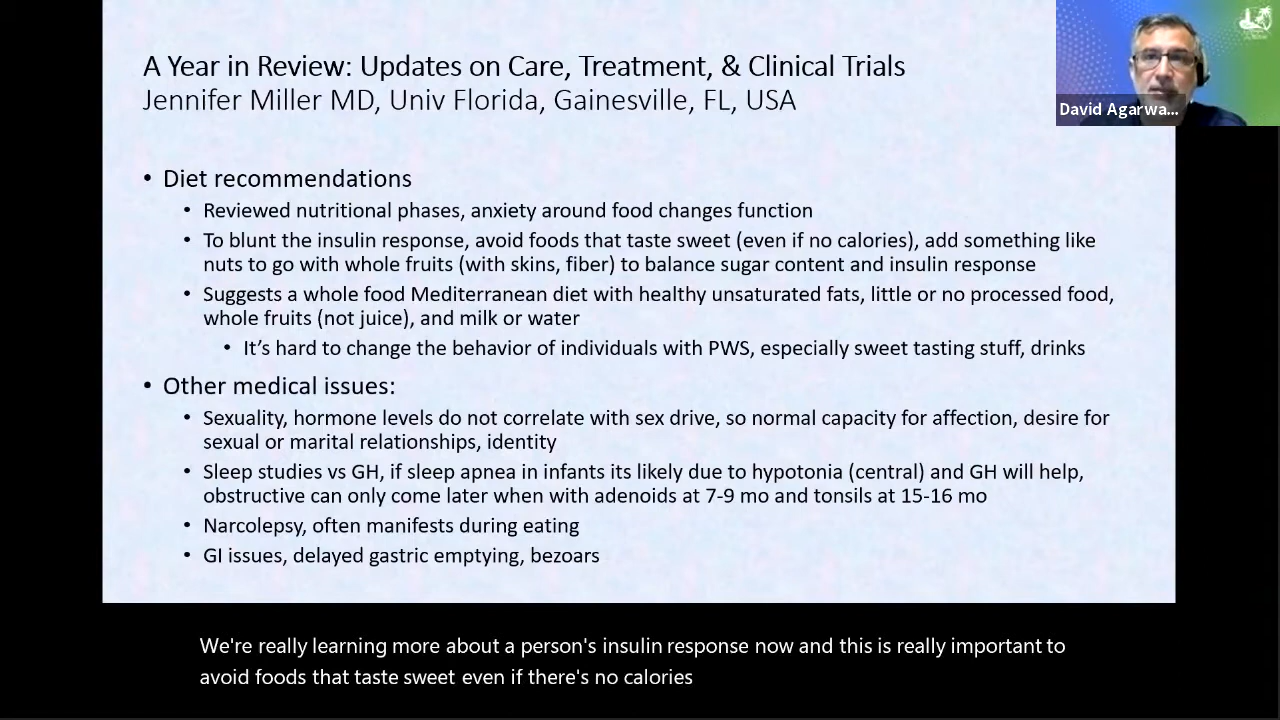 A Year in Review: Updates on Care, Treatment, & Clinical Trials
Jennifer Miller MD, Univ Florida, Gainesville, FL, USA
David Agarwa...
• Diet recommendations
• Reviewed nutritional phases, anxiety around food changes function
• To blunt the insulin response, avoid foods that taste sweet (even if no calories), add something like
nuts to go with whole fruits (with skins, fiber) to balance sugar content and insulin response
• Suggests a whole food Mediterranean diet with healthy unsaturated fats, little or no processed food,
whole fruits (not juice), and milk or water
• It’s hard to change the behavior of individuals with PWS, especially sweet tasting stuff, drinks
• Other medical issues:
• Sexuality, hormone levels do not correlate with sex drive, so normal capacity for affection, desire for
sexual or marital relationships, identity
• Sleep studies vs GH, if sleep apnea in infants its likely due to hypotonia (central) and GH will help,
obstructive can only come later when with adenoids at 7-9 mo and tonsils at 15-16 mo
• Narcolepsy, often manifests during eating
• GI issues, delayed gastric emptying, bezoars
We're really learning more about a person's insulin response now and this is really important to
avoid foods that taste sweet even if there's no calories